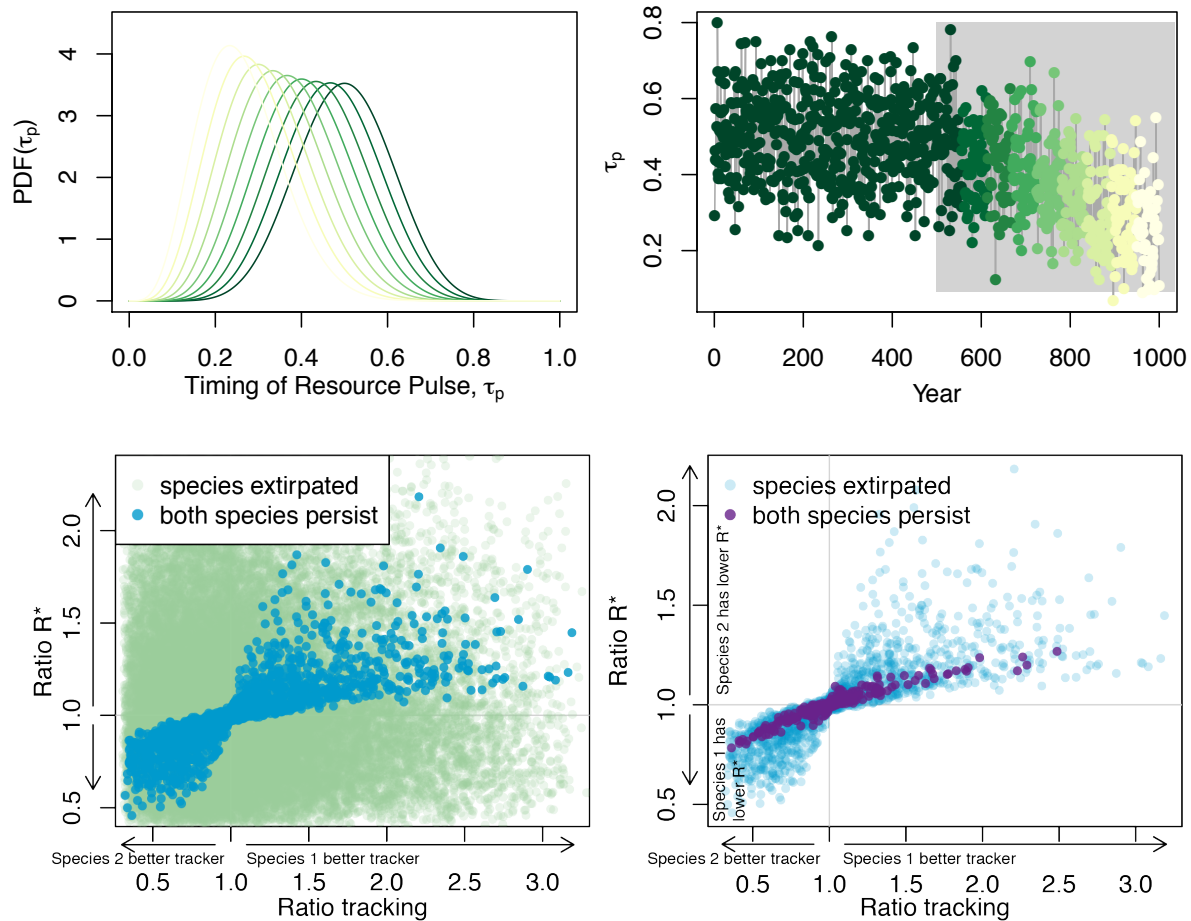 PDF(τp)
0 1 2 3 4
0.0 0.2 0.4 0.6 0.8 1.0
Timing of Resource Pulse, τp
τp
0.2 0.4 0.6 0.8
0 200 400 600 800 1000
Year
species extirpated
both species persist
Ratio R*
0.5 1.0 1.5 2.0
Species 2 better tracker
Species 1 better tracker
0.5 1.0 1.5 2.0 2.5 3.0
Ratio tracking
species extirpated
both species persist
Ratio R*
0.5 1.0 1.5 2.0
Species 2 has lower R*
Species 1 has
lower R*
Species 2 better tracker
Species 1 better tracker
0.5 1.0 1.5 2.0 2.5 3.0
Ratio tracking